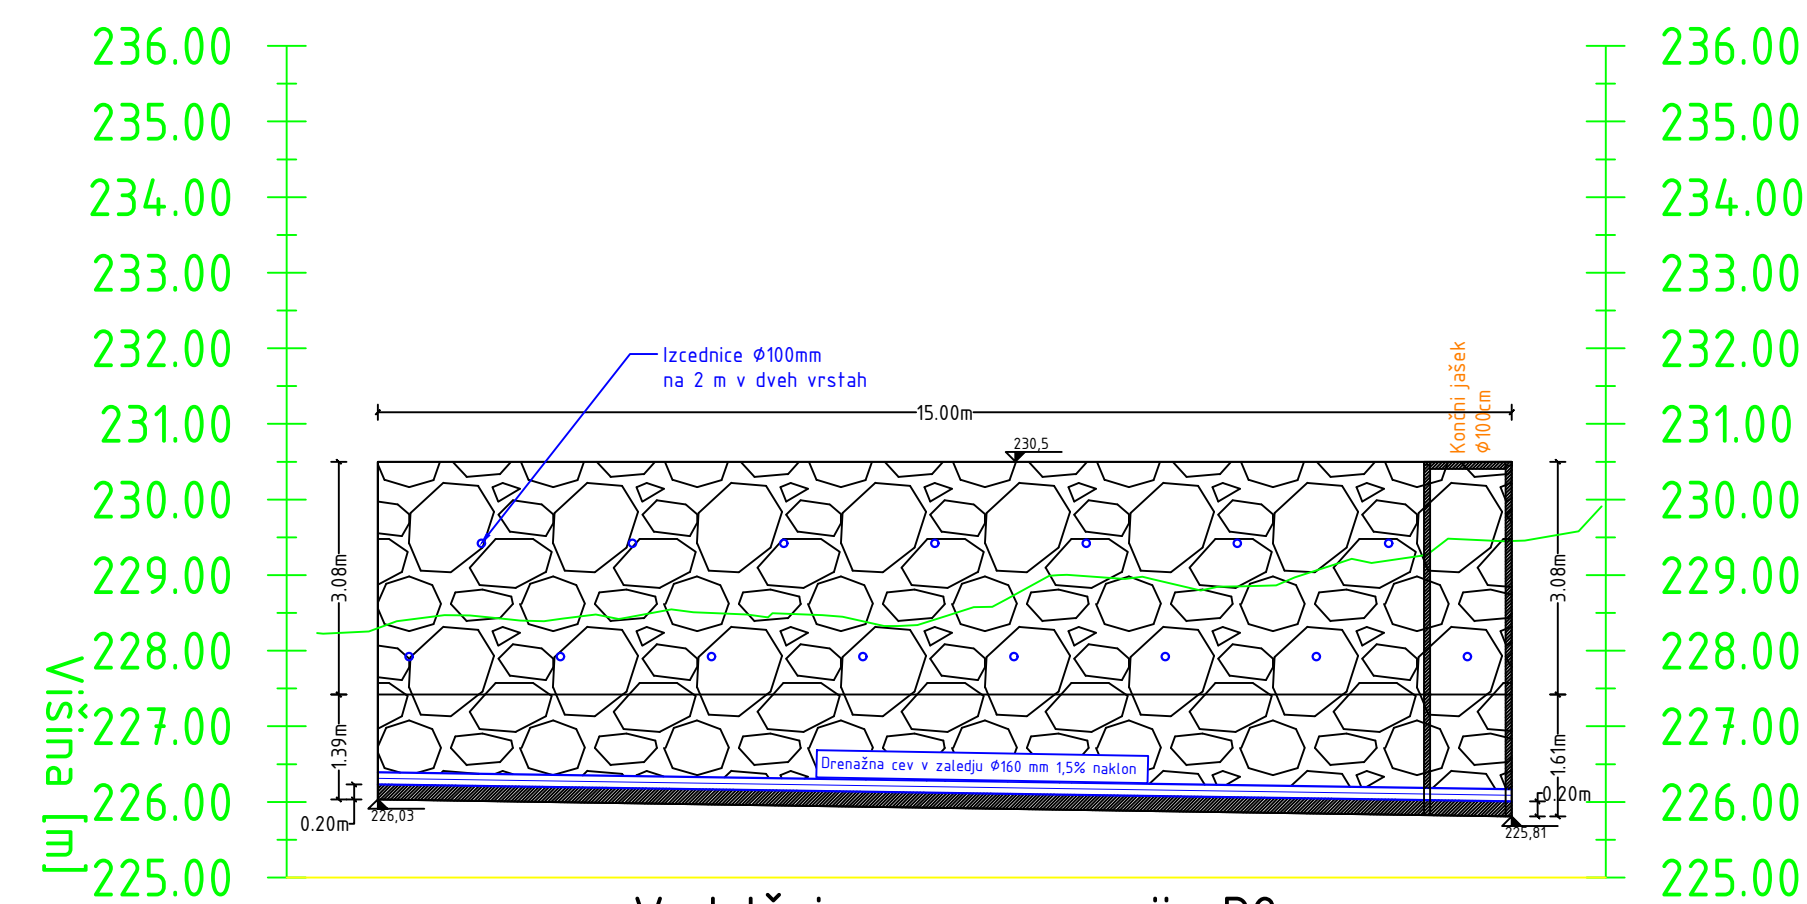 236.00
235.00
234.00
233.00
232.00
231.00
230.00
229.00
228.00
227.00
226.00
225.00
Višina [m]
Izcednice Φ100mm
na 2 m v dveh vrstah
15.00m
230,5
Končni jašek
Φ100cm
3.08m
1.39m
0.20m
226,03
Drenažna cev v zaledju Φ160 mm 1,5% naklon
3.08m
1.61m
0.20m
225,81
236.00
235.00
234.00
233.00
232.00
231.00
230.00
229.00
228.00
227.00
226.00
225.00